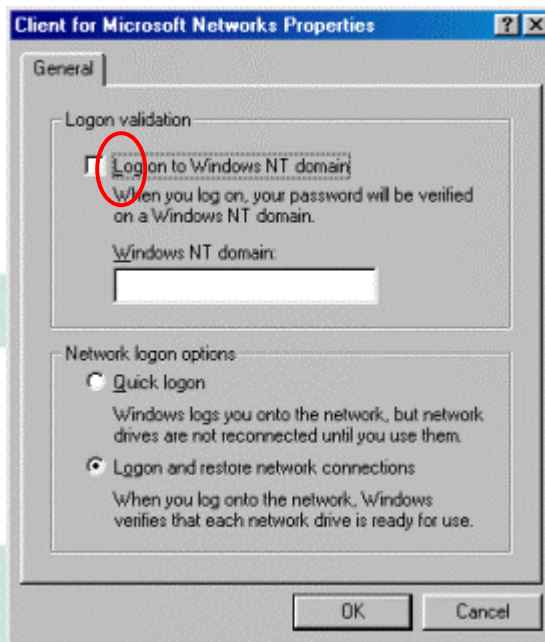 Client for Microsoft Networks Properties
General
Logon validation
Log on to Windows NT domain
When you log on, your password will be verified
on a Windows NT domain.
Windows NT domain:
Network logon options
Quick logon
Windows logs you onto the network, but network
drives are not reconnected until you use them.
Logon and restore network connections
When you log onto the network, Windows
verifies that each network drive is ready for use.
OK
Cancel